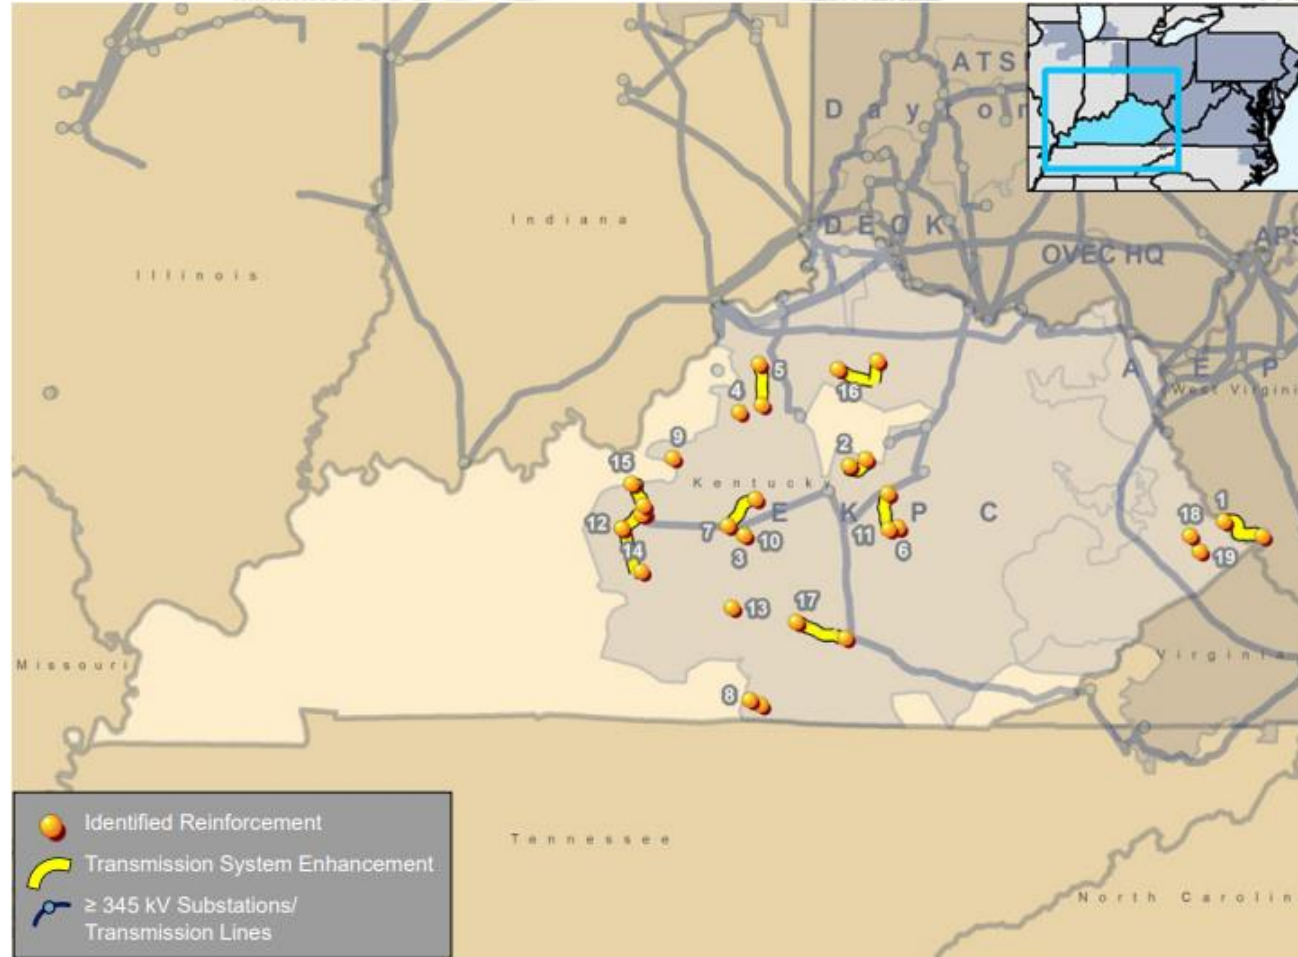 ATSI
Dayton
Indiana
DEOK
APS
OVEC HQ
Illinois
5
AEP
16
West Virginia
4
9
2
15
Kentucky
EKPC
1
12
7
11
6
18
10
14
3
19
13
17
Missouri
Virginia
8
Identified Reinforcement
Tennessee
Transmission System Enhancement
≥ 345 kV Substations/
Transmission Lines
North Carolin